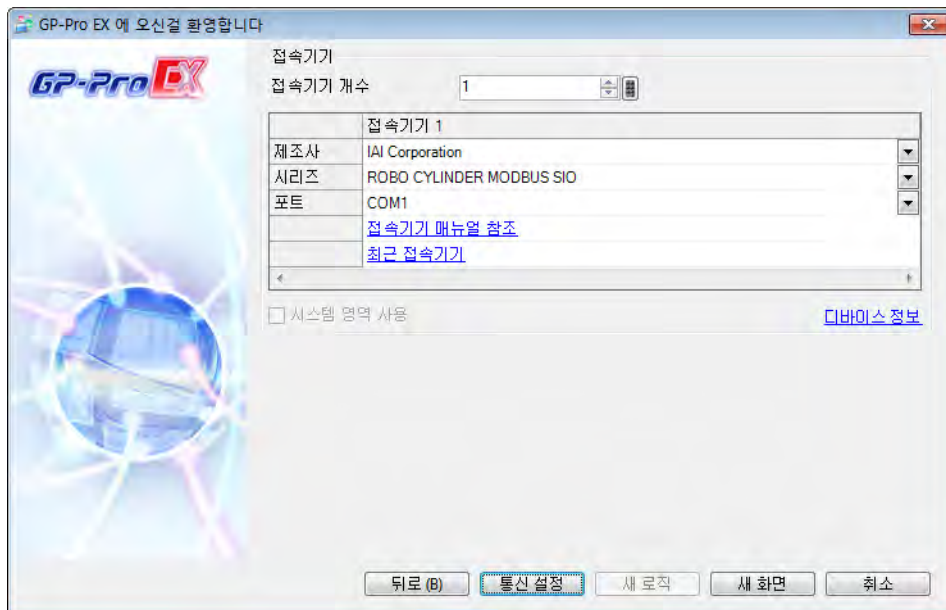 GP-Pro EX 에 오신걸 환영합니다
GP-Pro EX
접속기기
접속기기 개수 1
접속기기 1
제조사 IAI Corporation
시리즈 ROBO CYLINDER MODBUS SIO
포트 COM1
접속기기 매뉴얼 참조
최근 접속기기
시스템 영역 사용 디바이스 정보
뒤로 (B) 통신 설정 새 로직 새 화면 취소